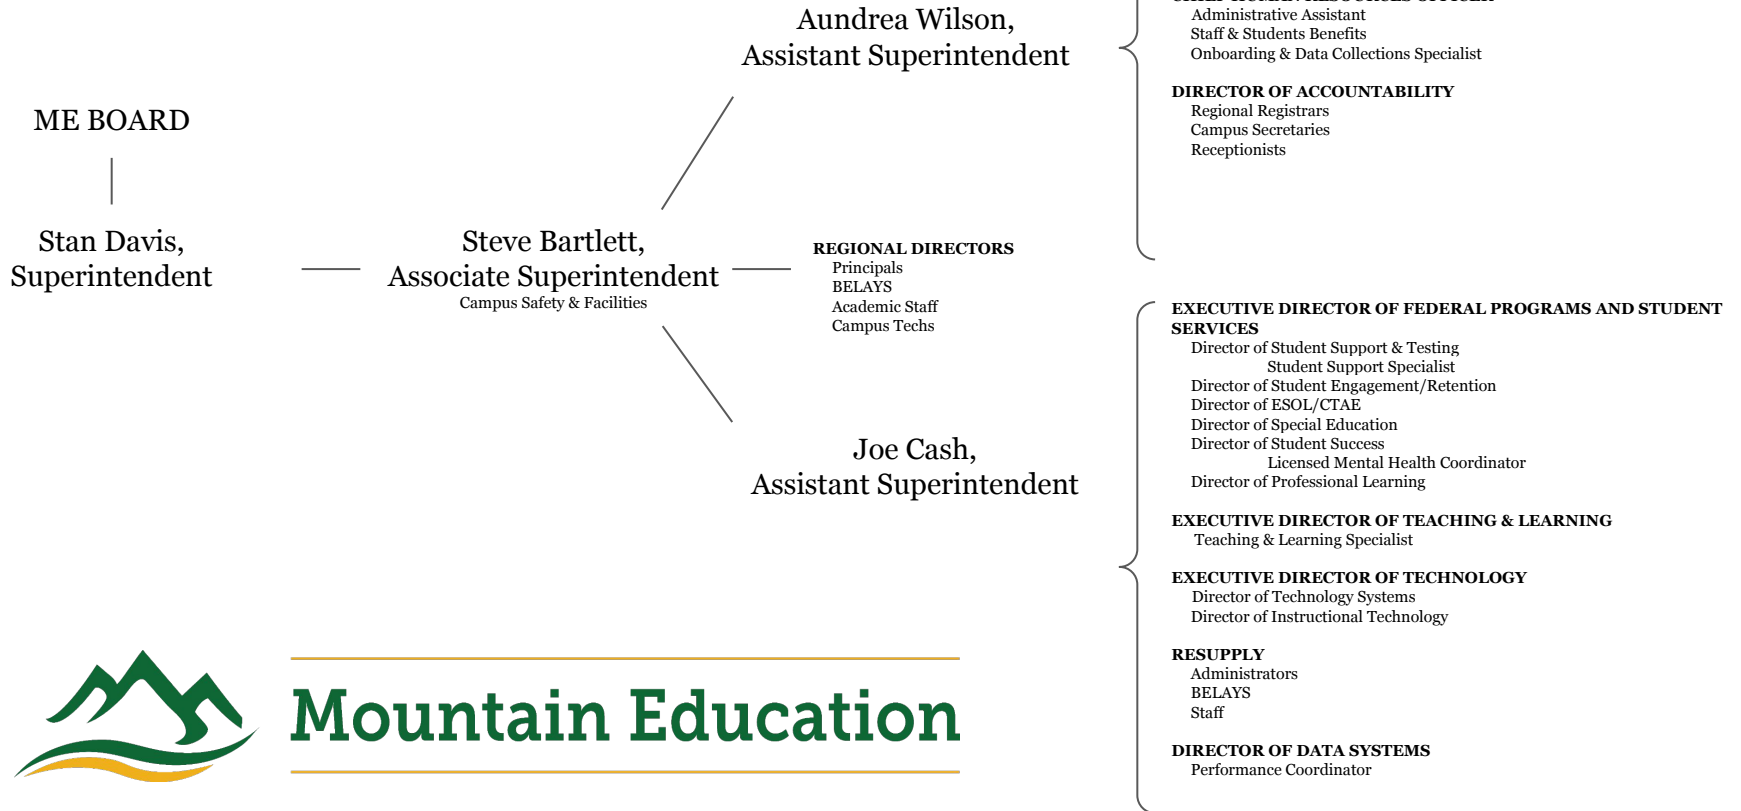 ME BOARD
Stan Davis,
Superintendent
Steve Bartlett,
Associate Superintendent
Campus Safety & Facilities
Aundrea Wilson,
Assistant Superintendent
REGIONAL DIRECTORS
Principals
BELAYS
Academic Staff
Campus Techs
Joe Cash,
Assistant Superintendent
CHIEF HUMAN RESOURCES OFFICER
Administrative Assistant
Staff & Students Benefits
Onboarding & Data Collections Specialist
DIRECTOR OF ACCOUNTABILITY
Regional Registrars
Campus Secretaries
Receptionists
EXECUTIVE DIRECTOR OF FEDERAL PROGRAMS AND STUDENT
SERVICES
Director of Student Support & Testing
Student Support Specialist
Director of Student Engagement/Retention
Director of ESOL/CTAE
Director of Special Education
Director of Student Success
Licensed Mental Health Coordinator
Director of Professional Learning
EXECUTIVE DIRECTOR OF TEACHING & LEARNING
Teaching & Learning Specialist
EXECUTIVE DIRECTOR OF TECHNOLOGY
Director of Technology Systems
Director of Instructional Technology
RESUPPLY
Administrators
BELAYS
Staff
DIRECTOR OF DATA SYSTEMS
Performance Coordinator
Mountain Education